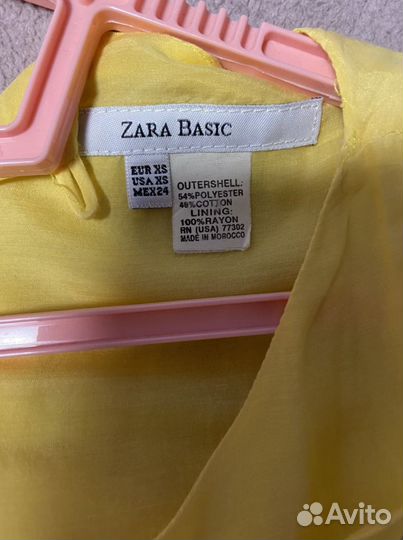 ZARA BASIC
EUR XS
USA XS
MEX 24
OUTERSHELL:
54%POLYESTER
46%COTTON
LINING:
100%RAYON
RN (USA) 77302
MADE IN MOROCCO
Avito